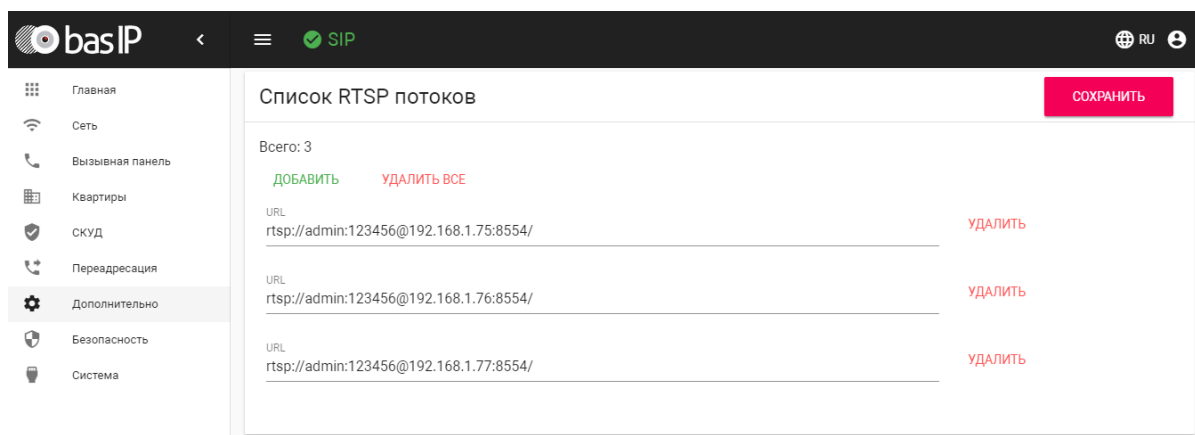 basIP
SIP
RU
Главная
Сеть
Вызывная панель
Квартиры
СКУД
Переадресация
Дополнительно
Безопасность
Система
Список RTSP потоков
СОХРАНИТЬ
Всего: 3
ДОБАВИТЬ УДАЛИТЬ ВСЕ
URL
rtsp://admin:123456@192.168.1.75:8554/
УДАЛИТЬ
URL
rtsp://admin:123456@192.168.1.76:8554/
УДАЛИТЬ
URL
rtsp://admin:123456@192.168.1.77:8554/
УДАЛИТЬ